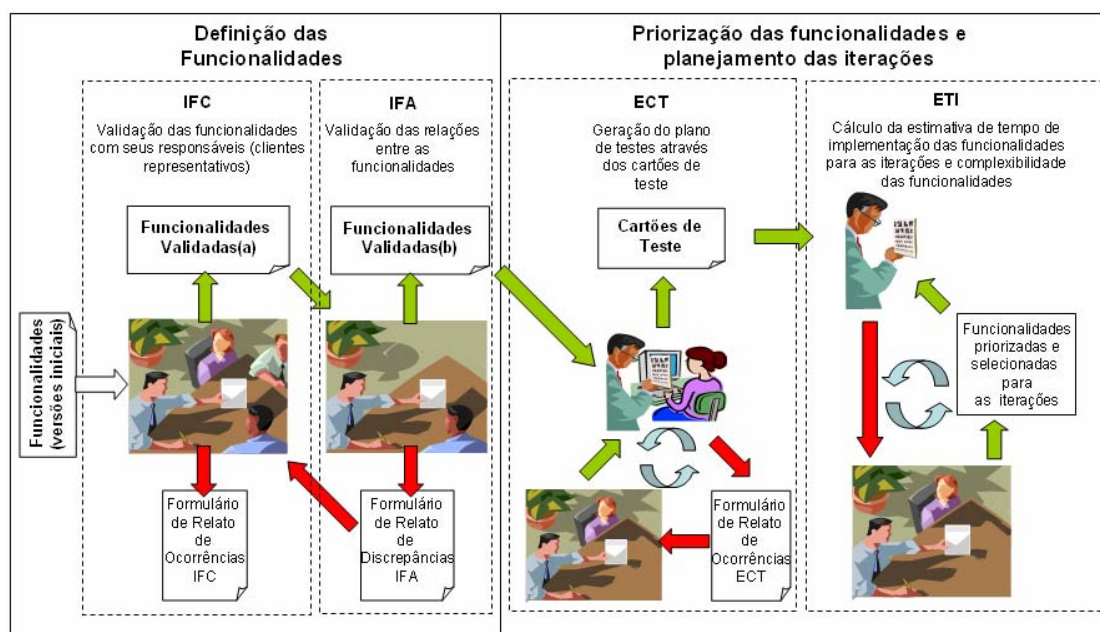 Definição das
Funcionalidades
Priorização das funcionalidades e
planejamento das iterações
IFC
Validação das funcionalidades
com seus responsáveis (clientes
representativos)
IFA
Validação das relações
entre as
funcionalidades
ECT
Geração do plano
de testes através
dos cartões de
teste
ETI
Cálculo da estimativa de tempo de
implementação das funcionalidades
para as iterações e complexibilidade
das funcionalidades
Funcionalidades
Validadas(a)
Funcionalidades
Validadas(b)
Cartões de
Teste
Funcionalidades
(versões iniciais)
Funcionalidades
priorizadas e
selecionadas
para
as iterações
Formulário
de Relato
de
Ocorrências
IFC
Formulário
de Relato
de
Discrepâncias
IFA
Formulário
de Relato
de
Ocorrências
ECT